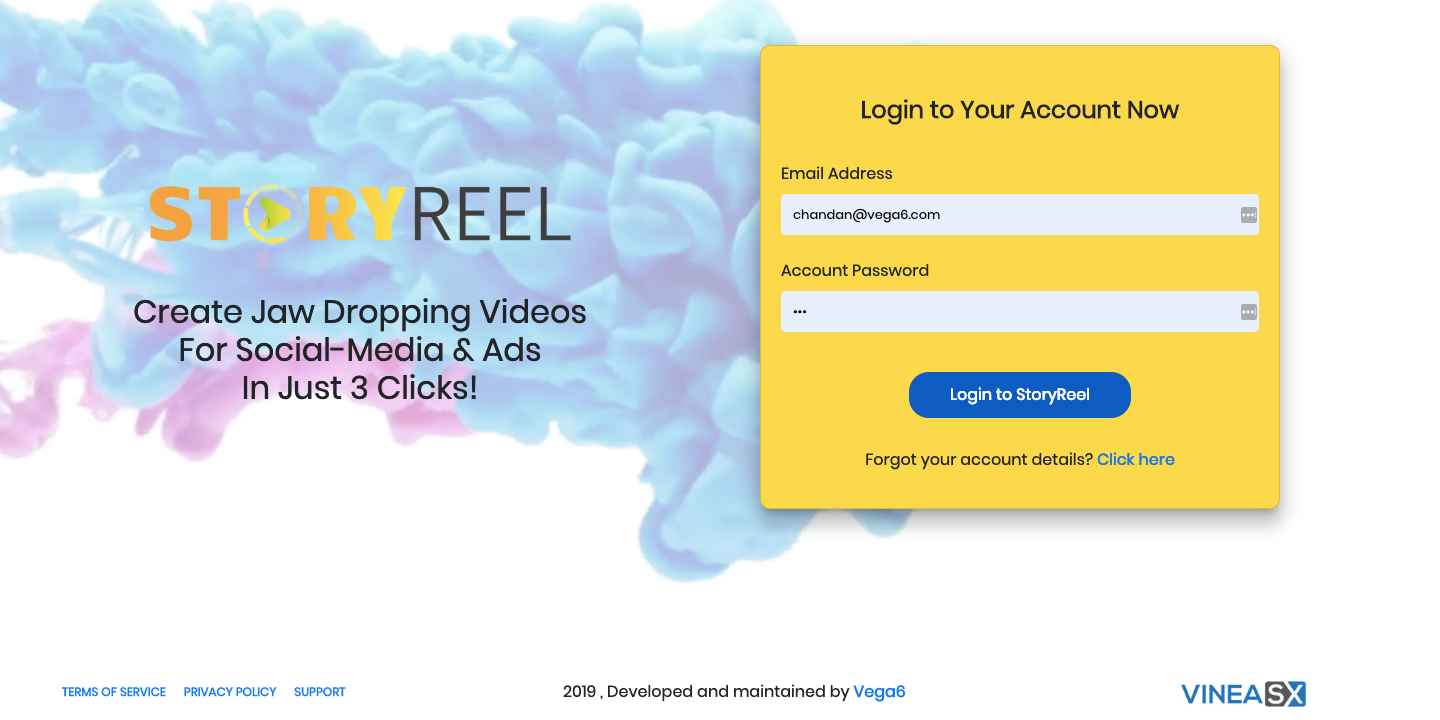 STORYREEL
Create Jaw Dropping Videos
For Social-Media & Ads
In Just 3 Clicks!
Login to Your Account Now
Email Address
chandan@vega6.com
Account Password
•••
Login to StoryReel
Forgot your account details? Click here
TERMS OF SERVICE PRIVACY POLICY SUPPORT
2019 , Developed and maintained by Vega6
VINEASX